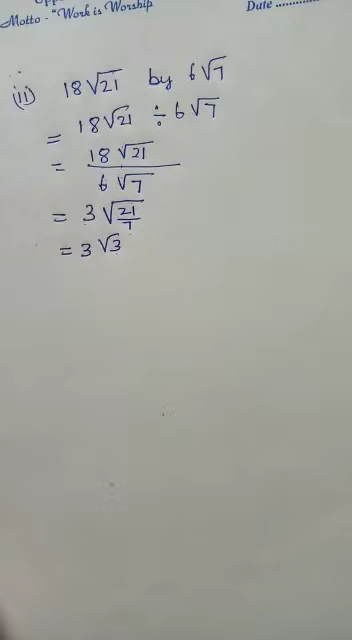 Motto - "Work is Worship
Date ............
(ii) 18√21 by 6√7
= 18√21 ÷ 6√7
= 18√21 / 6√7
= 3√21/7
= 3√3